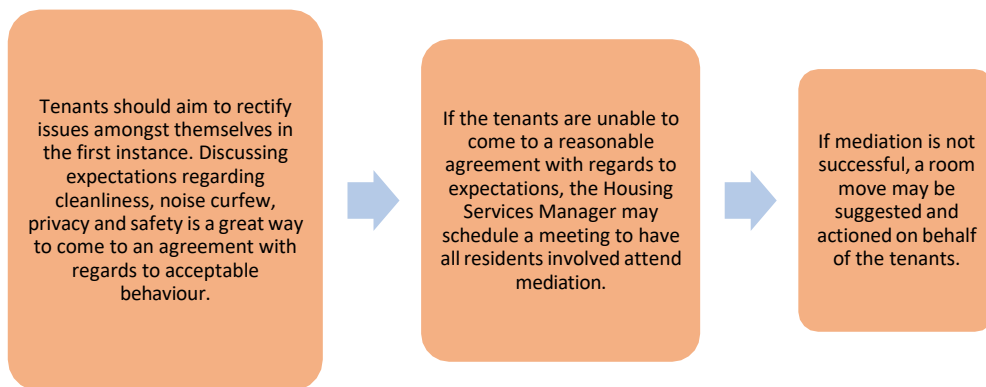 Tenants should aim to rectify
issues amongst themselves in
the first instance. Discussing
expectations regarding
cleanliness, noise curfew,
privacy and safety is a great way
to come to an agreement with
regards to acceptable
behaviour.
If the tenants are unable to
come to a reasonable
agreement with regards to
expectations, the Housing
Services Manager may
schedule a meeting to have
all residents involved attend
mediation.
If mediation is not
successful, a room
move may be
suggested and
actioned on behalf
of the tenants.